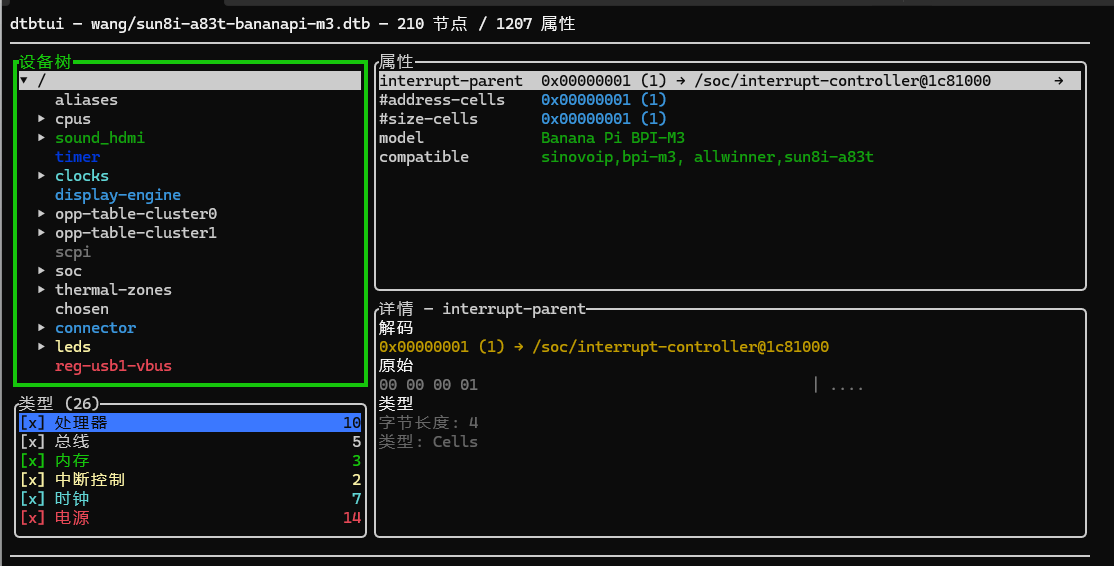 dtbtui — wang/sun8i-a83t-bananapi-m3.dtb — 210 节点 / 1207 属性
设备树
▼ /
aliases
▶ cpus
▶ sound_hdmi
timer
▶ clocks
display-engine
▶ opp-table-cluster0
▶ opp-table-cluster1
scpi
▶ soc
▶ thermal-zones
chosen
▶ connector
▶ leds
reg-usb1-vbus
类型 (26)
[x] 处理器 10
[x] 总线 5
[x] 内存 3
[x] 中断控制 2
[x] 时钟 7
[x] 电源 14
属性
interrupt-parent 0x00000001 (1) → /soc/interrupt-controller@1c81000 →
#address-cells 0x00000001 (1)
#size-cells 0x00000001 (1)
model Banana Pi BPI-M3
compatible sinovoip,bpi-m3, allwinner,sun8i-a83t
详情 — interrupt-parent
解码
0x00000001 (1) → /soc/interrupt-controller@1c81000
原始
00 00 00 01 | ....
类型
字节长度: 4
类型: Cells